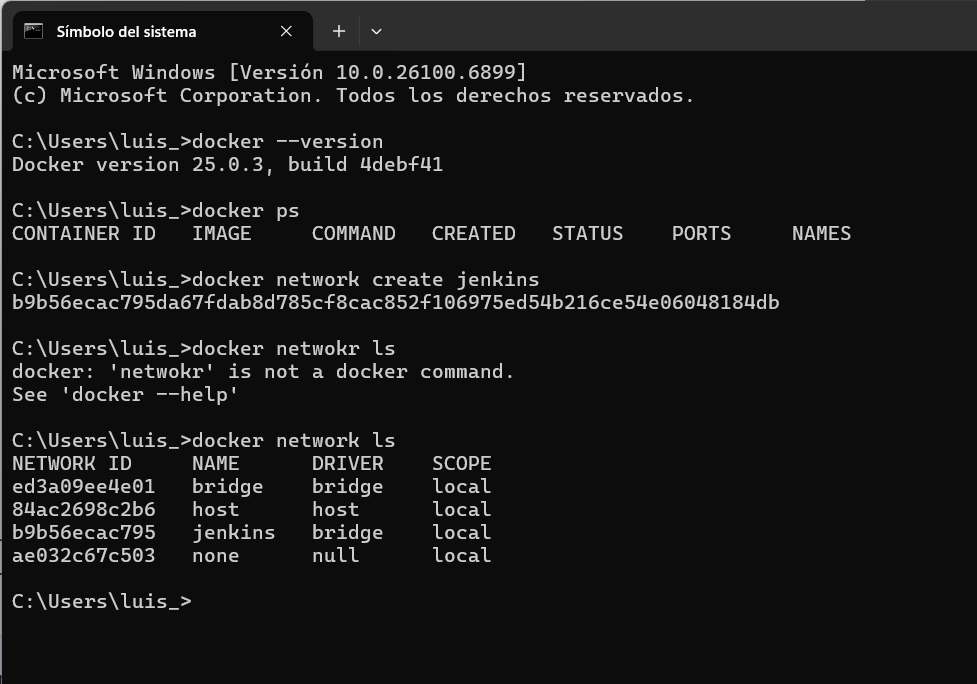 Símbolo del sistema
Microsoft Windows [Versión 10.0.26100.6899]
(c) Microsoft Corporation. Todos los derechos reservados.
C:\Users\luis_>docker --version
Docker version 25.0.3, build 4debf41
C:\Users\luis_>docker ps
CONTAINER ID   IMAGE     COMMAND   CREATED   STATUS    PORTS     NAMES
C:\Users\luis_>docker network create jenkins
b9b56ecac795da67fdab8d785cf8cac852f106975ed54b216ce54e06048184db
C:\Users\luis_>docker netwokr ls
docker: 'netwokr' is not a docker command.
See 'docker --help'
C:\Users\luis_>docker network ls
NETWORK ID     NAME      DRIVER    SCOPE
ed3a09ee4e01   bridge    bridge    local
84ac2698c2b6   host      host      local
b9b56ecac795   jenkins   bridge    local
ae032c67c503   none      null      local
C:\Users\luis_>